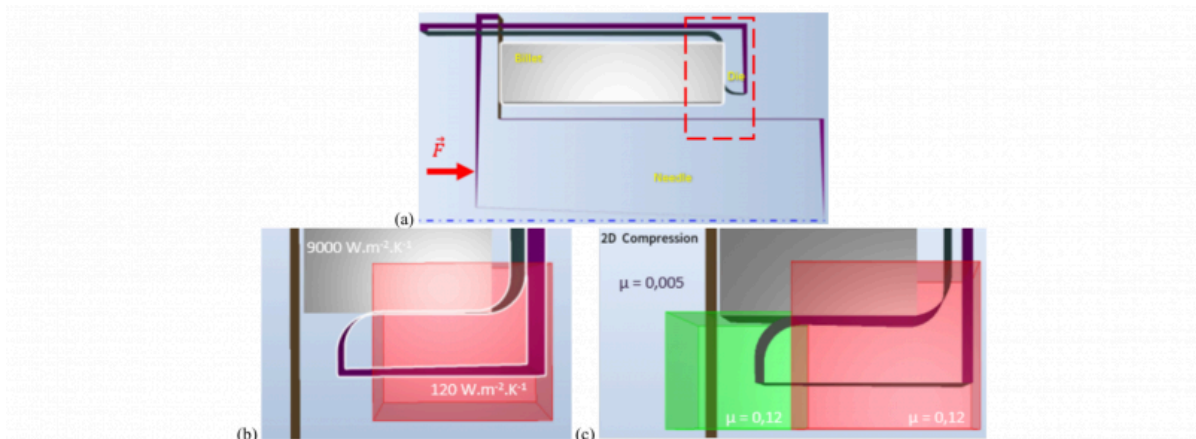 Billet
Die
F
Needle
(a)
9000 W.m⁻².K⁻¹
120 W.m⁻².K⁻¹
(b)
2D Compression
μ = 0,005
μ = 0,12
μ = 0,12
(c)